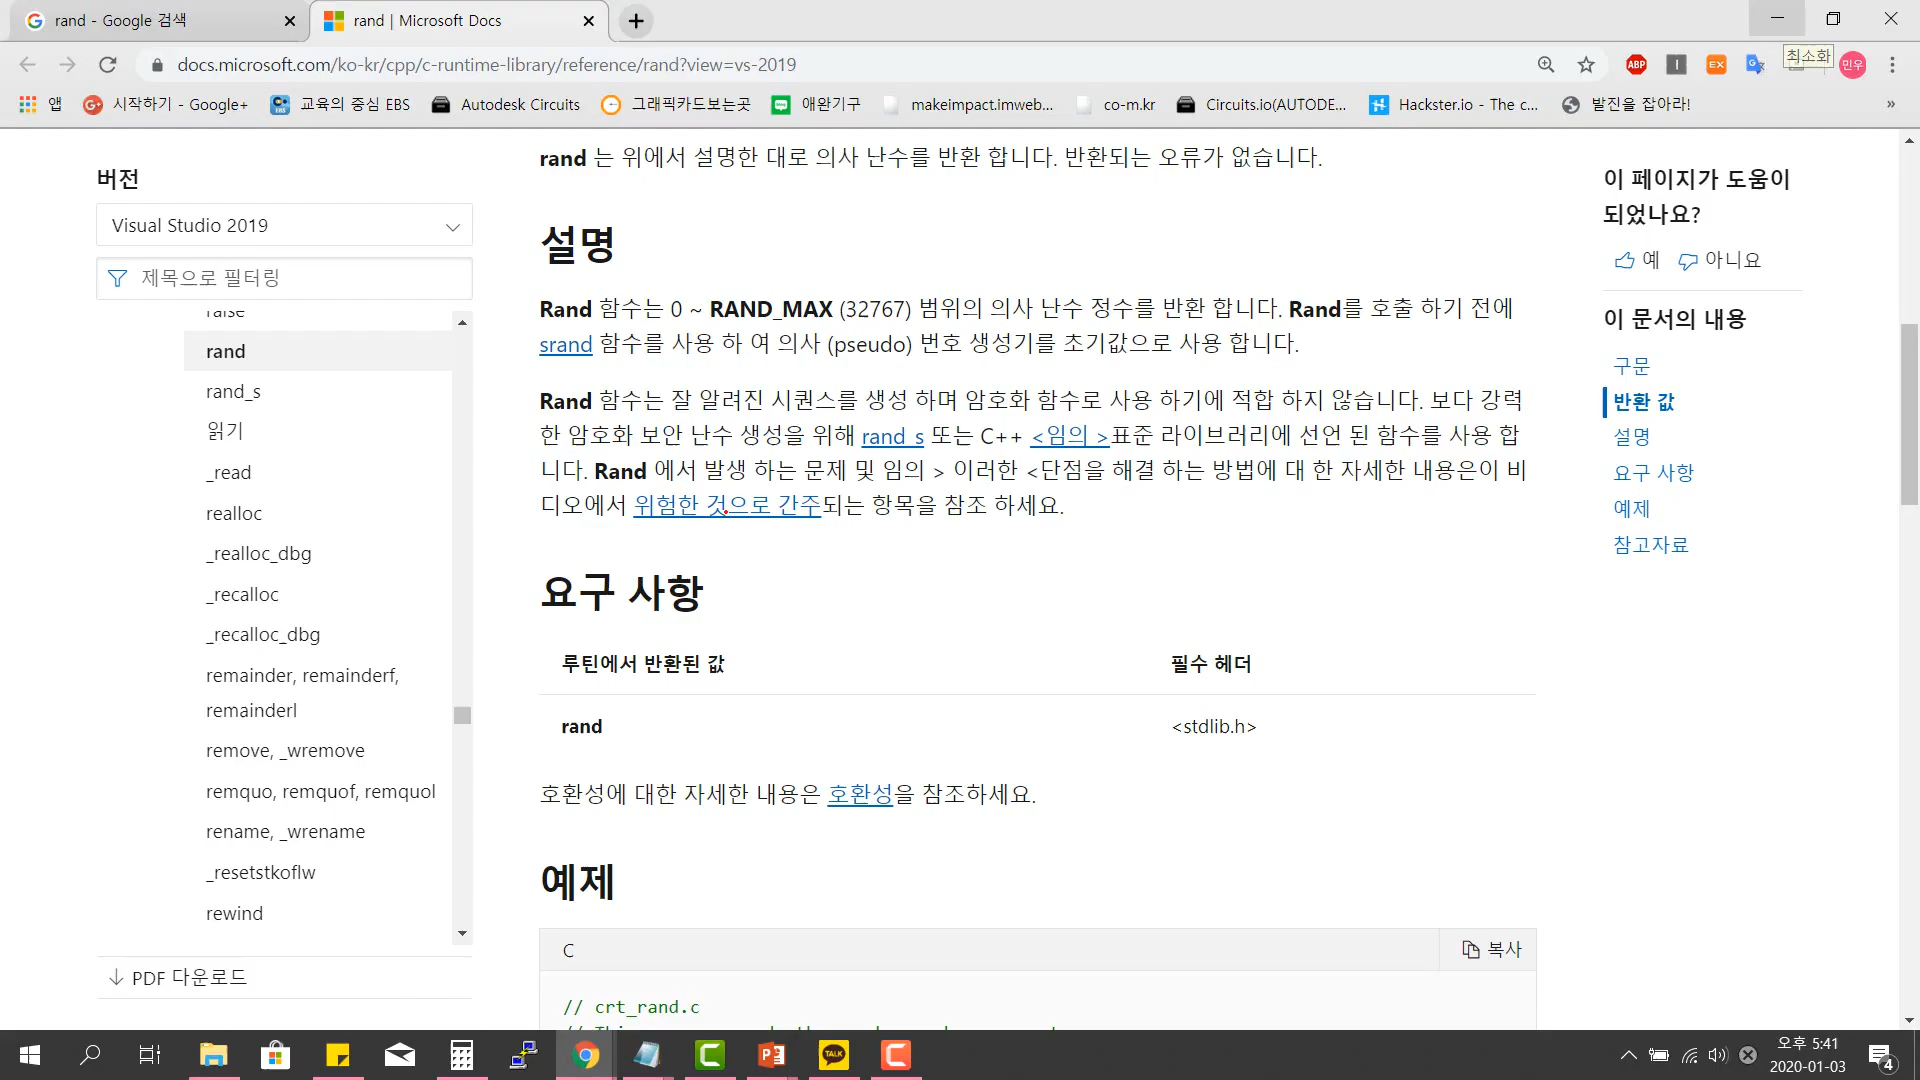 rand - Google 검색
rand | Microsoft Docs
docs.microsoft.com/ko-kr/cpp/c-runtime-library/reference/rand?view=vs-2019
ABP
EX
최소화
민우
앱
시작하기 - Google+
교육의 중심 EBS
Autodesk Circuits
그래픽카드보는곳
애완기구
makeimpact.imweb...
co-m.kr
Circuits.io(AUTODE...
Hackster.io - The c...
발진을 잡아라!
»
버전
Visual Studio 2019
제목으로 필터링
raise
rand
rand_s
읽기
_read
realloc
_realloc_dbg
_recalloc
_recalloc_dbg
remainder, remainderf,
remainderl
remove, _wremove
remquo, remquof, remquol
rename, _wrename
_resetstkoflw
rewind
PDF 다운로드
rand 는 위에서 설명한 대로 의사 난수를 반환 합니다. 반환되는 오류가 없습니다.
설명
Rand 함수는 0 ~ RAND_MAX (32767) 범위의 의사 난수 정수를 반환 합니다. Rand를 호출 하기 전에
srand 함수를 사용 하 여 의사 (pseudo) 번호 생성기를 초기값으로 사용 합니다.
Rand 함수는 잘 알려진 시퀀스를 생성 하며 암호화 함수로 사용 하기에 적합 하지 않습니다. 보다 강력
한 암호화 보안 난수 생성을 위해 rand_s 또는 C++ <임의 >표준 라이브러리에 선언 된 함수를 사용 합
니다. Rand 에서 발생 하는 문제 및 임의 > 이러한 <단점을 해결 하는 방법에 대 한 자세한 내용은이 비
디오에서 위험한 것으로 간주되는 항목을 참조 하세요.
요구 사항
루틴에서 반환된 값
필수 헤더
rand
<stdlib.h>
호환성에 대한 자세한 내용은 호환성을 참조하세요.
예제
C
복사
// crt_rand.c
이 페이지가 도움이
되었나요?
예
아니요
이 문서의 내용
구문
반환 값
설명
요구 사항
예제
참고자료
TALK
오후 5:41
2020-01-03
4